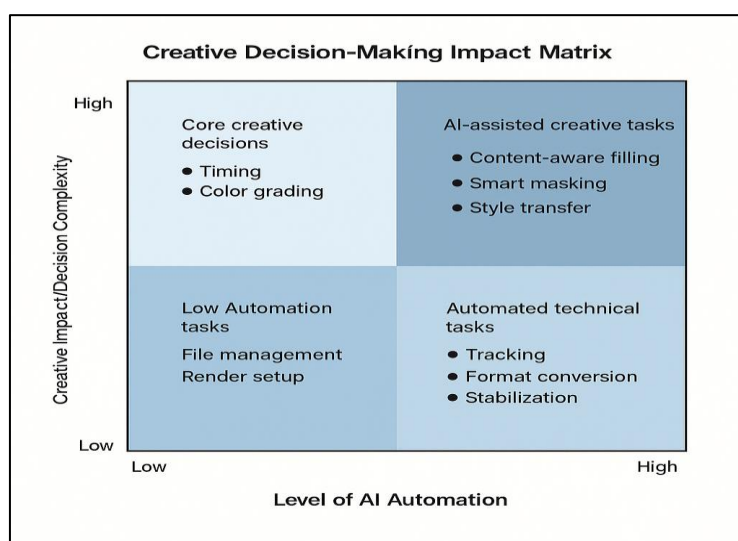 Creative Decision-Making Impact Matrix
High
Creative Impact/Decision Complexity
Core creative
decisions
● Timing
● Color grading
AI-assisted creative tasks
● Content-aware filling
● Smart masking
● Style transfer
Low Automation
tasks
File management
Render setup
Automated technical
tasks
● Tracking
● Format conversion
● Stabilization
Low
Low
High
Level of AI Automation